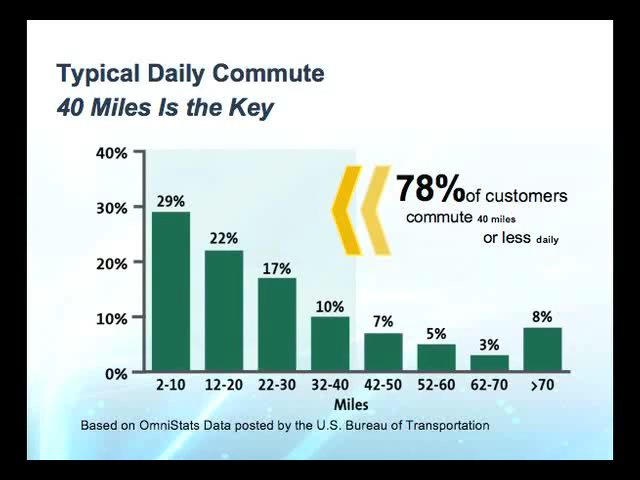 Typical Daily Commute
40 Miles Is the Key
40%
78% of customers
commute 40 miles
or less daily
30%
29%
22%
20%
17%
10%
10%
7%
5%
3%
8%
0%
2-10 12-20 22-30 32-40 42-50 52-60 62-70 >70
Miles
Based on OmniStats Data posted by the U.S. Bureau of Transportation